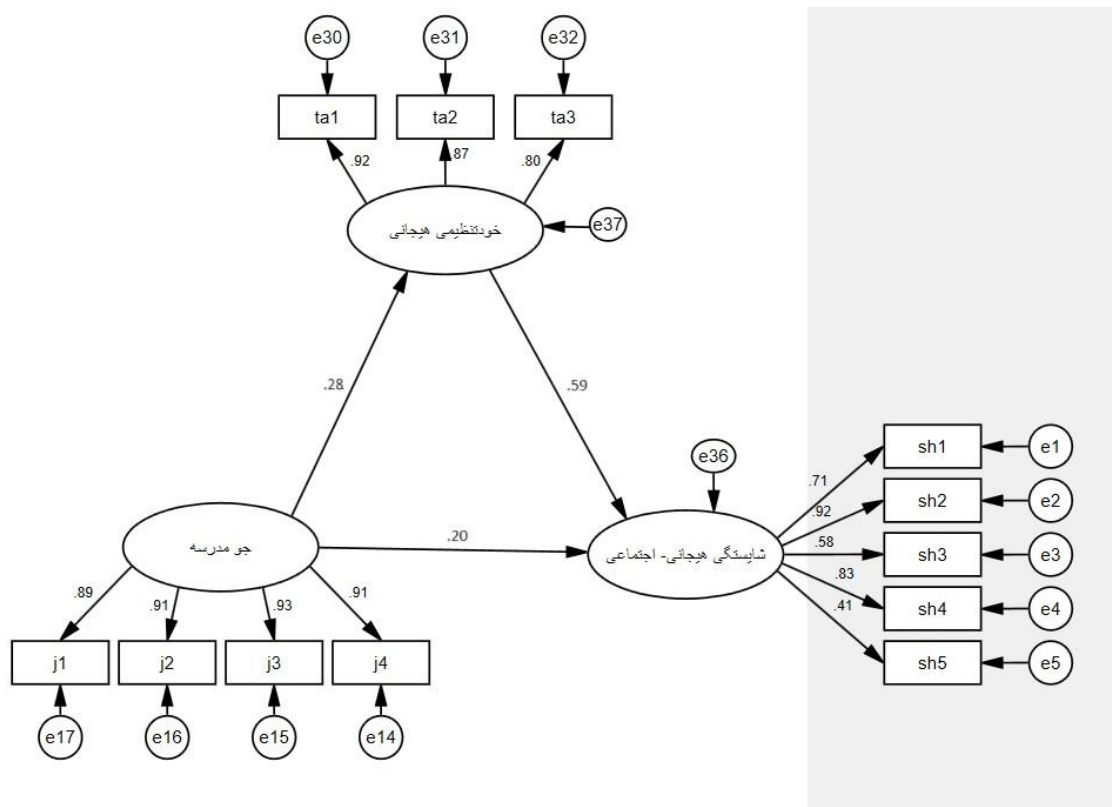 e30
e31
e32
ta1
ta2
ta3
.92
87
.80
خودتنظیمی هیجانی
e37
.28
.59
e36
sh1
e1
.71
sh2
e2
.92
جو مدرسه
.20
شایستگی هیجانی- اجتماعی
.58
sh3
e3
.83
sh4
e4
.41
sh5
e5
.89
.91
.93
.91
j1
j2
j3
j4
e17
e16
e15
e14